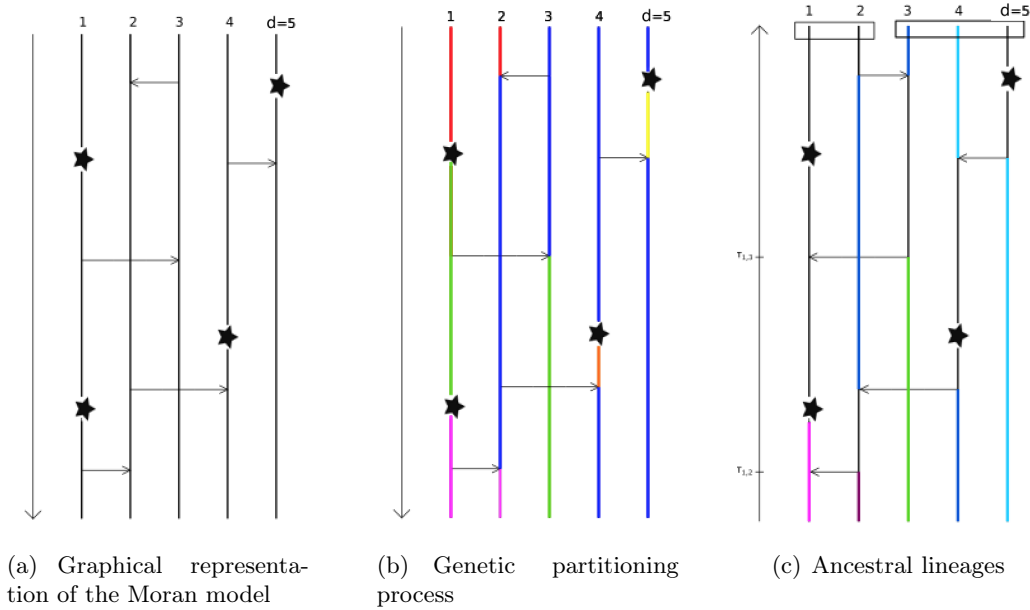 1 2 3 4 d=5
1 2 3 4 d=5
1 2 3 4 d=5
τ1,3
τ1,2
(a) Graphical representa-
tion of the Moran model
(b) Genetic partitioning
process
(c) Ancestral lineages